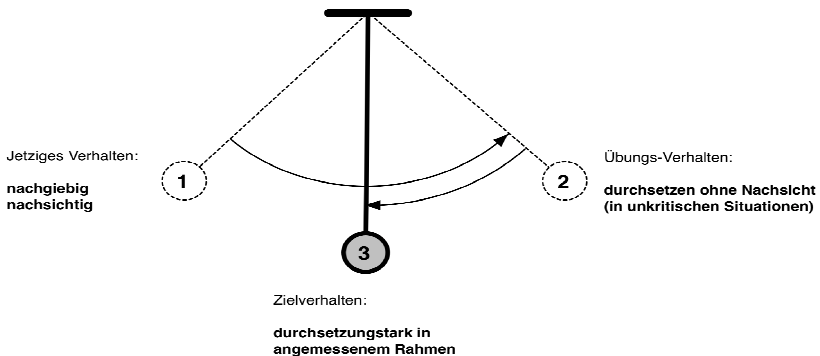 Jetziges Verhalten:
nachgiebig
nachsichtig
1
2
Übungs-Verhalten:
durchsetzen ohne Nachsicht
(in unkritischen Situationen)
3
Zielverhalten:
durchsetzungstark in
angemessenem Rahmen